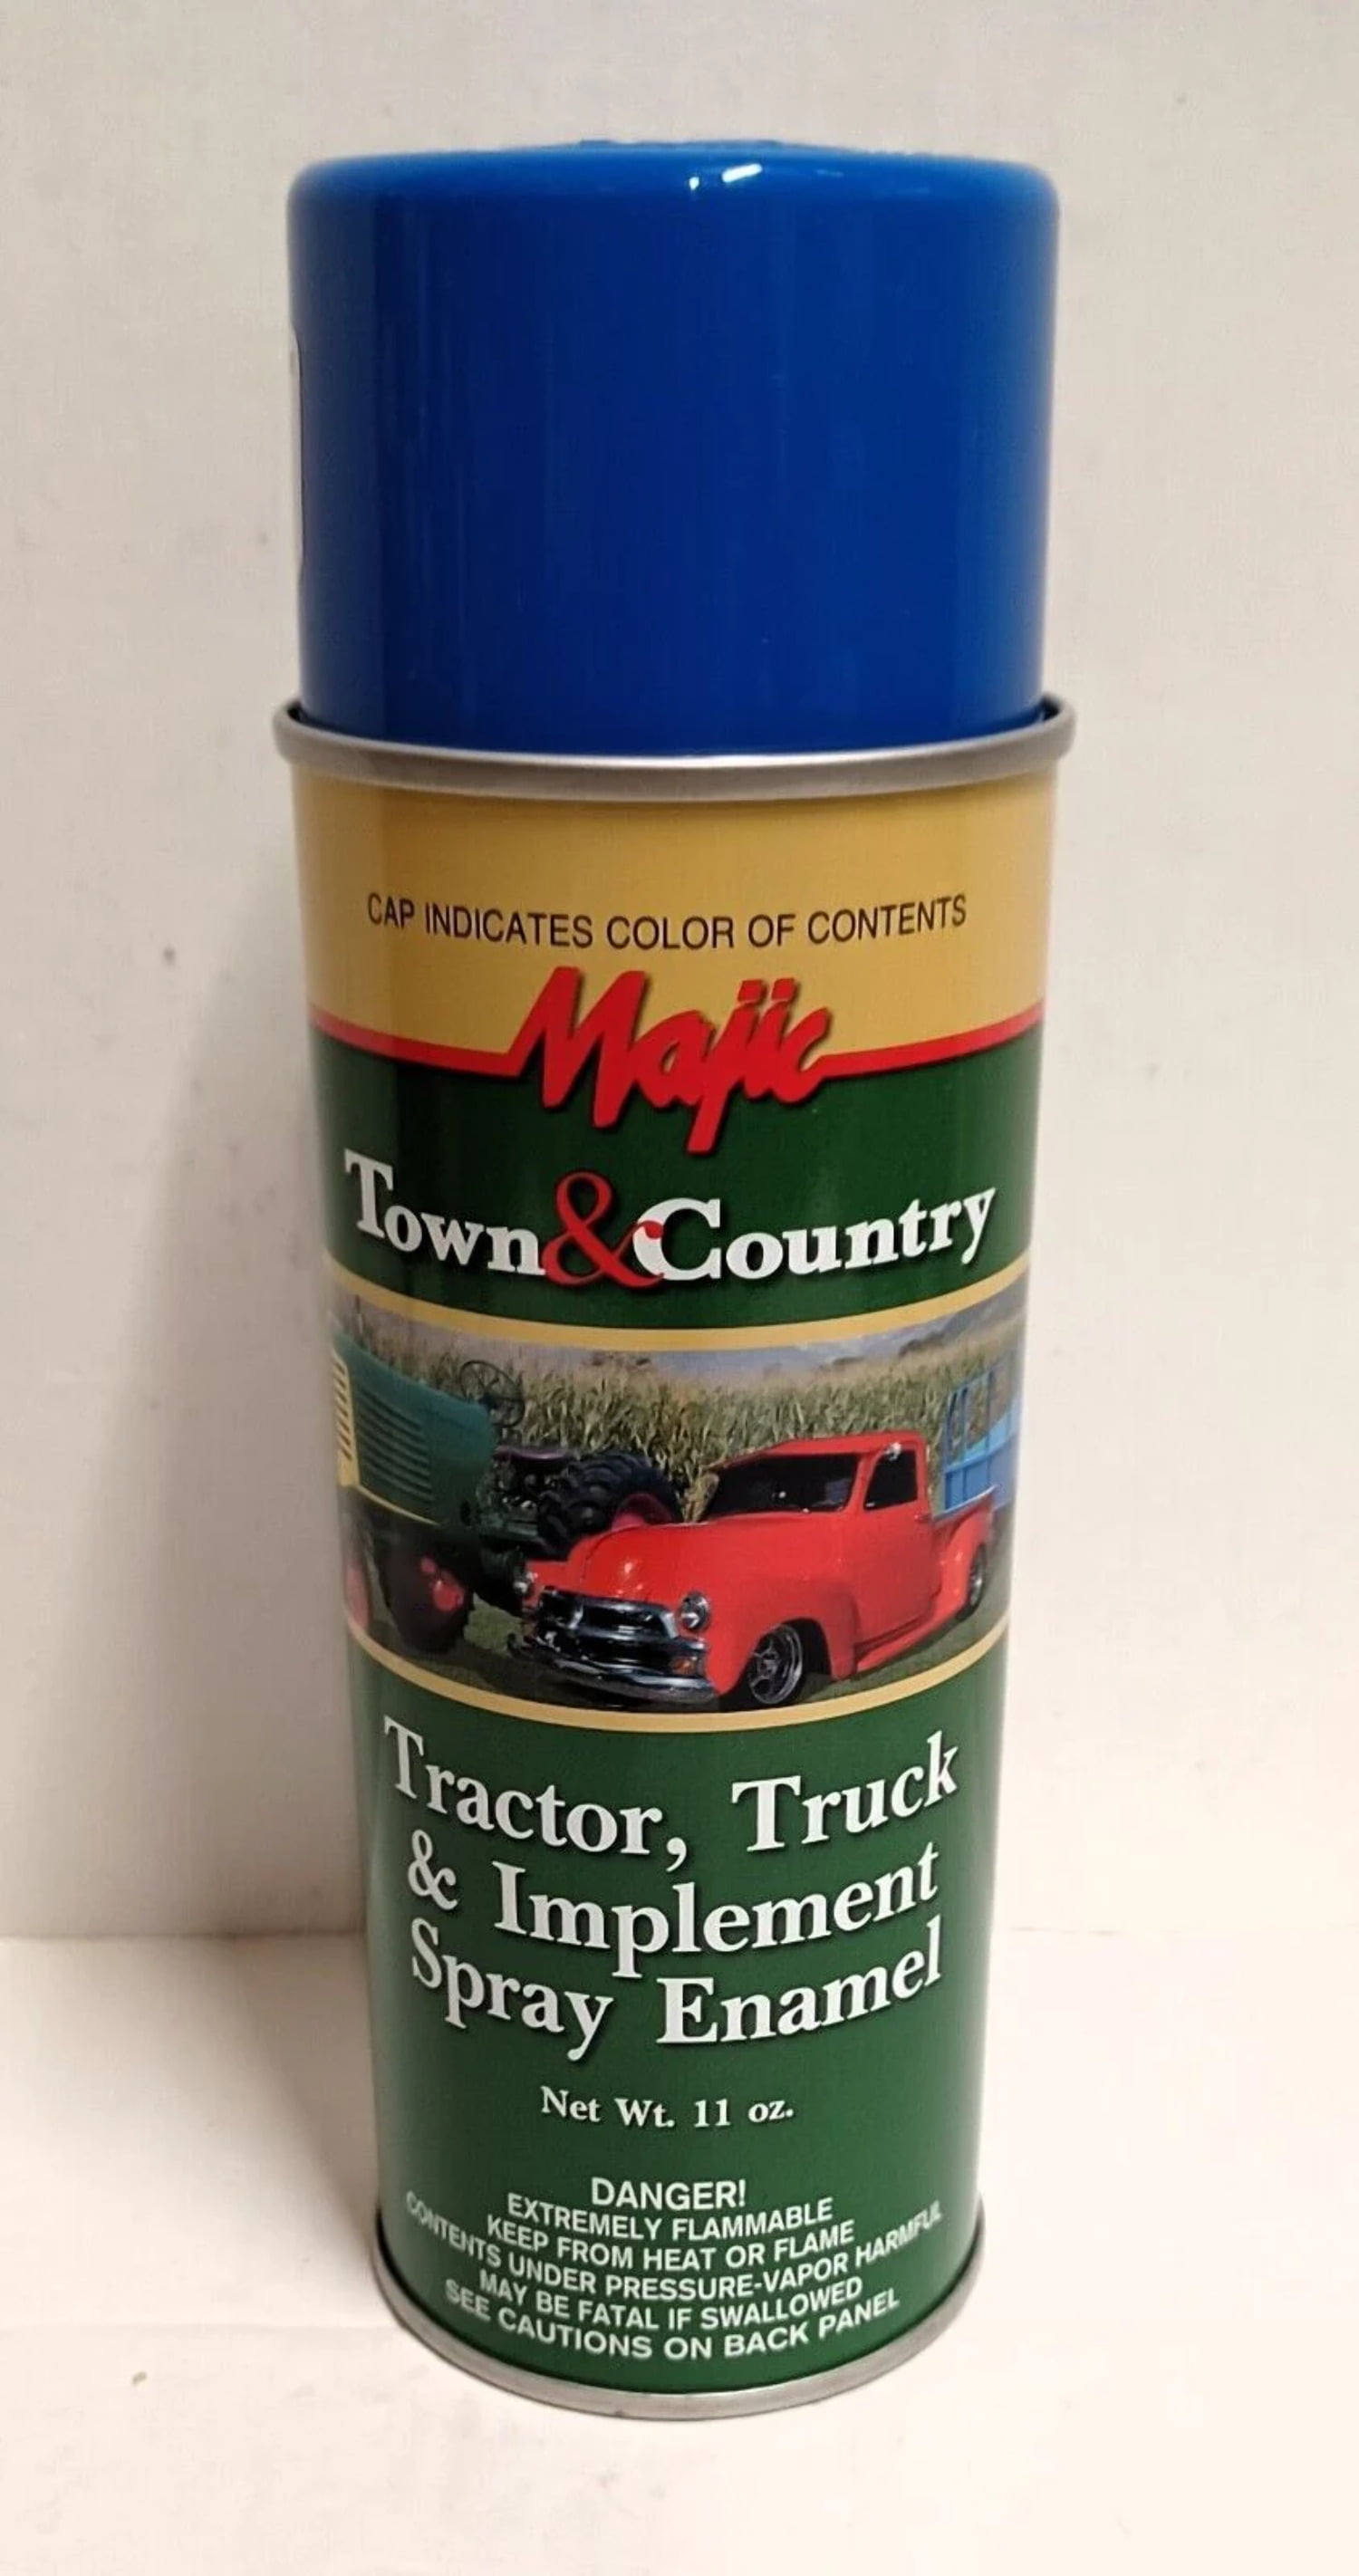 CAP INDICATES COLOR OF CONTENTS
Majic
Town & Country
Tractor, Truck
& Implement
Spray Enamel
Net Wt. 11 oz.
DANGER!
EXTREMELY FLAMMABLE
KEEP FROM HEAT OR FLAME
CONTENTS UNDER PRESSURE-VAPOR HARMFUL
MAY BE FATAL IF SWALLOWED
SEE CAUTIONS ON BACK PANEL